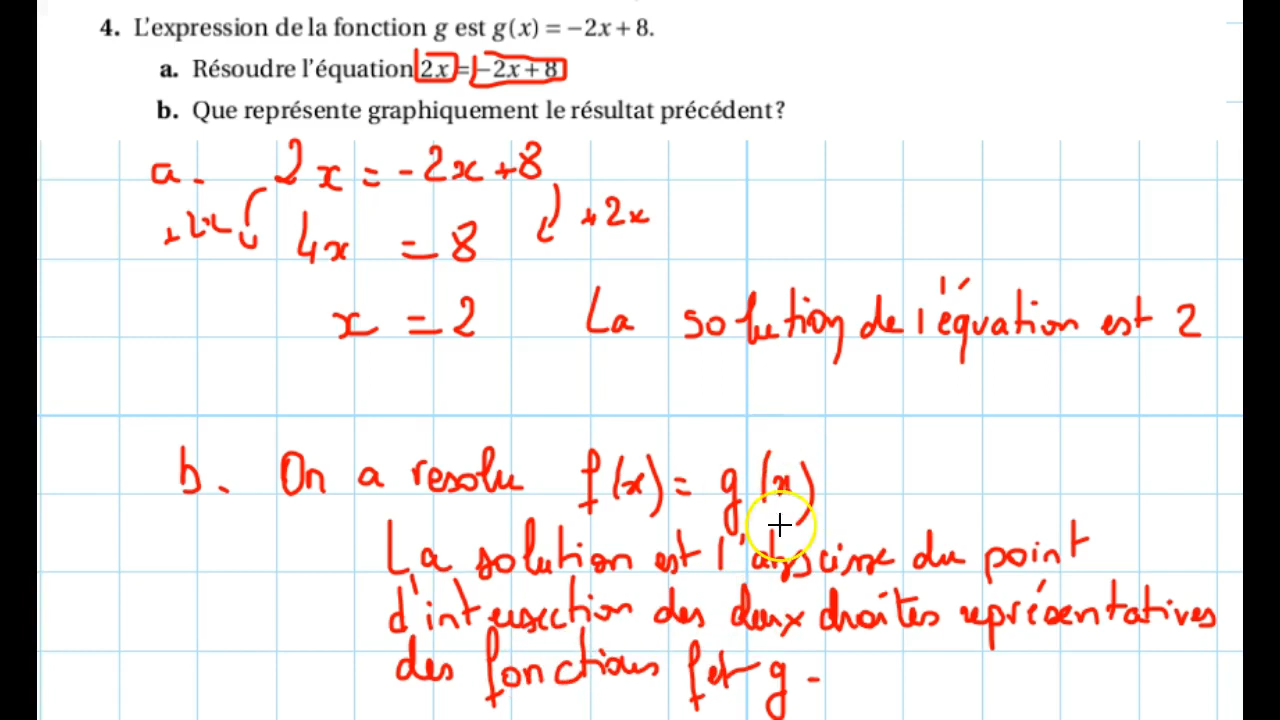 4. L'expression de la fonction g est g(x) = −2x + 8.
a. Résoudre l'équation 2x = −2x + 8
b. Que représente graphiquement le résultat précédent ?
a. 2x = -2x +8
+2x 4x = 8 +2x
x = 2 La solution de l'équation est 2
b. On a resolu f(x) = g(x)
La solution est l'abscisse du point
d'intersection des deux droites représentatives
des fonctions f et g.